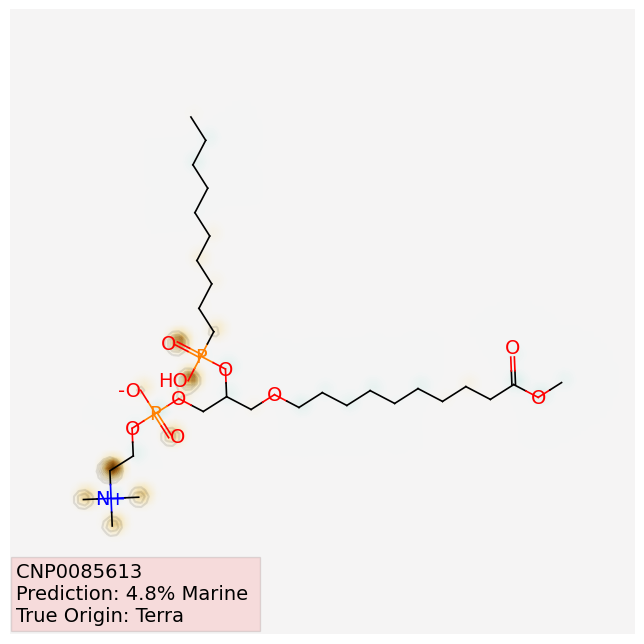 O
P
HO
O
O
-O
O
P
O
O
N+
O
O
CNP0085613
Prediction: 4.8% Marine
True Origin: Terra